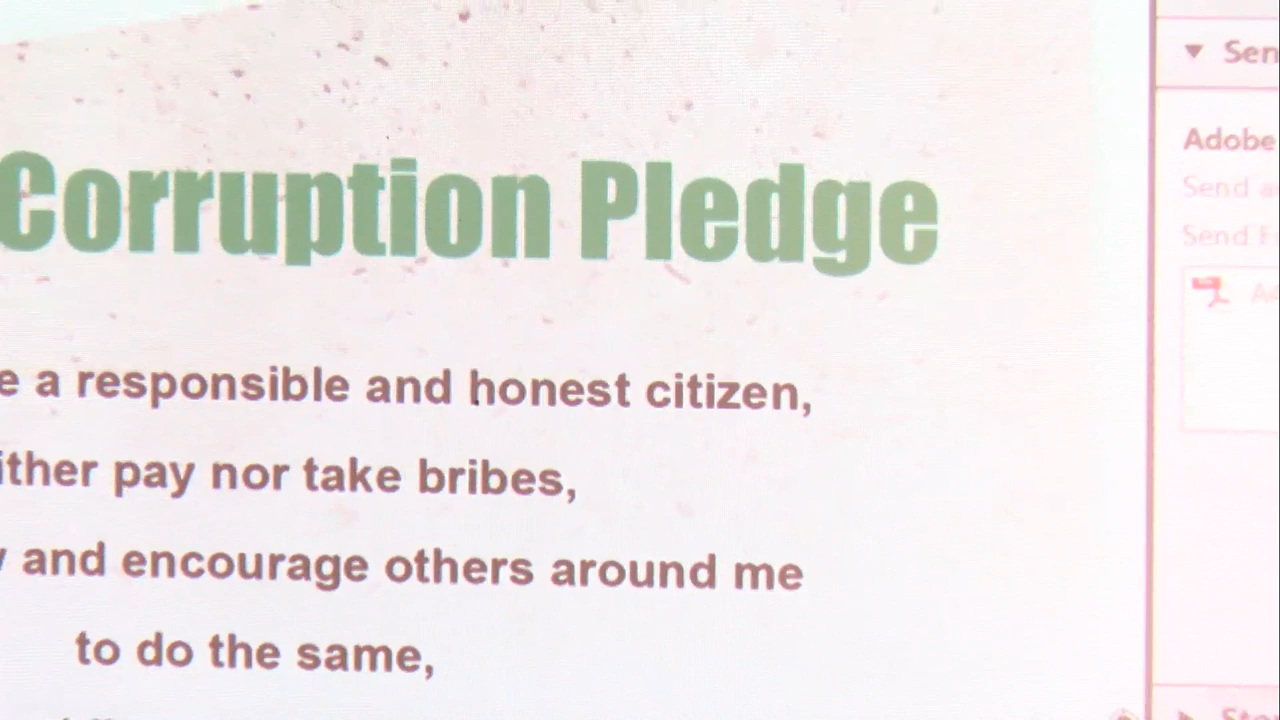 Corruption Pledge
a responsible and honest citizen,
pay nor take bribes,
and encourage others around me
to do the same,
Adobe
Send
Send